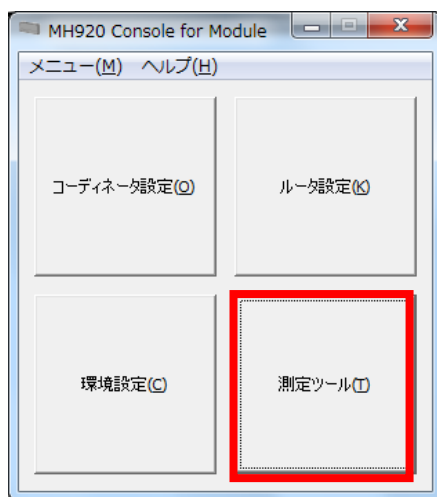 MH920 Console for Module
メニュー(M) ヘルプ(H)
コーディネータ設定(O)
ルータ設定(K)
環境設定(C)
測定ツール(T)